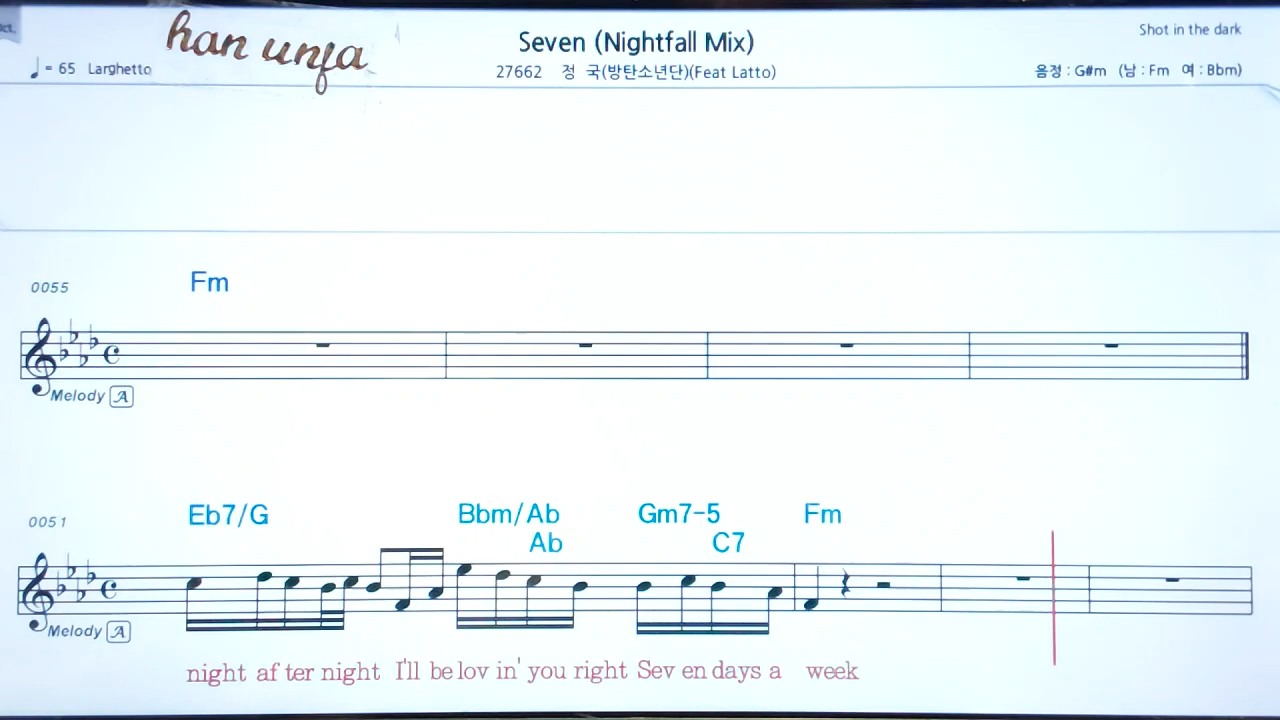 han unfa
Seven (Nightfall Mix)
Shot in the dark
♩= 65 Larghetto
27662 정 국(방탄소년단)(Feat Latto)
음정 : G#m (남 : Fm 여 : Bbm)
0055
Fm
Melody A
0051
Eb7/G Bbm/Ab Gm7-5 Fm
Ab C7
Melody A
night af ter night I'll be lov in' you right Sev en days a week